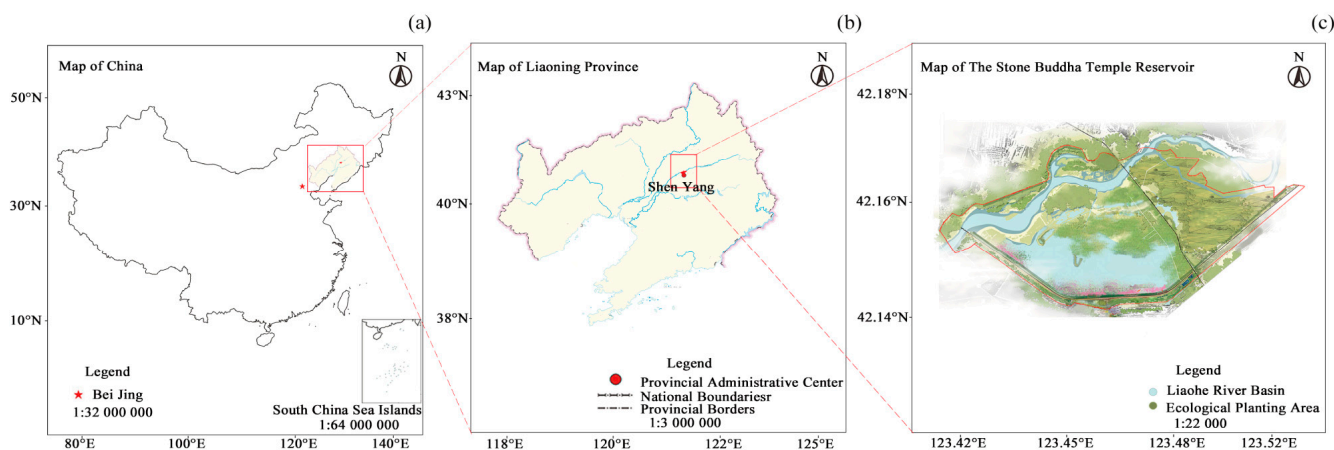 (a)
Map of China
N
50°N
30°N
10°N
80°E
100°E
120°E
140°E
Legend
Bei Jing
1:32 000 000
South China Sea Islands
1:64 000 000
(b)
Map of Liaoning Province
N
43°N
40°N
38°N
118°E
120°E
122°E
125°E
Shen Yang
Legend
Provincial Administrative Center
National Boundariesr
Provincial Borders
1:3 000 000
(c)
Map of The Stone Buddha Temple Reservoir
N
42.18°N
42.16°N
42.14°N
123.42°E
123.45°E
123.48°E
123.52°E
Legend
Liaohe River Basin
Ecological Planting Area
1:22 000